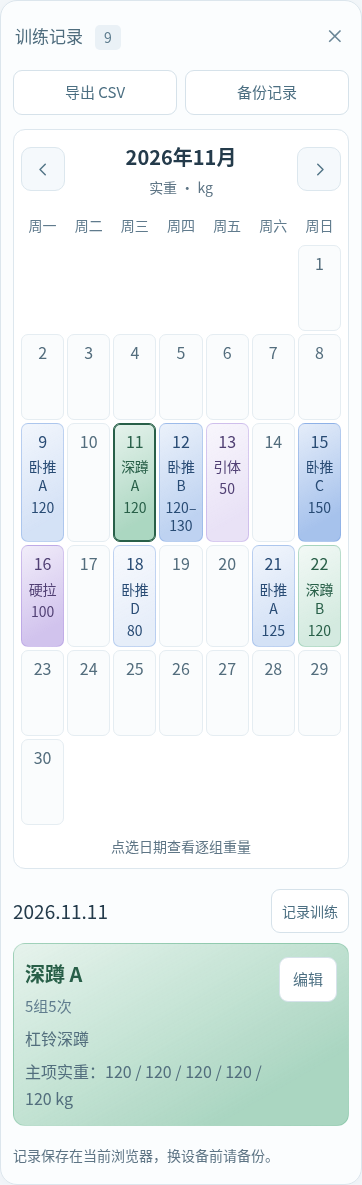 训练记录 9
导出 CSV 备份记录
2026年11月
实重 · kg
周一 周二 周三 周四 周五 周六 周日
1
2 3 4 5 6 7 8
9 10 11 12 13 14 15
卧推 深蹲 卧推 引体 卧推
A A B 50 C
120 120 120–
130 150
16 17 18 19 20 21 22
硬拉 卧推 卧推 深蹲
100 D A B
80 125 120
23 24 25 26 27 28 29
30
点选日期查看逐组重量
2026.11.11 记录训练
深蹲 A 编辑
5组5次
杠铃深蹲
主项实重：120 / 120 / 120 / 120 /
120 kg
记录保存在当前浏览器，换设备前请备份。